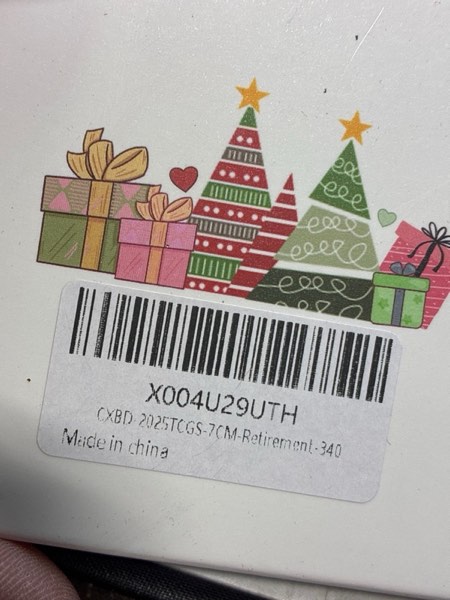 X004U29UTH
CXBD-2025TCGS-7CM-Retirement-340
Made in china